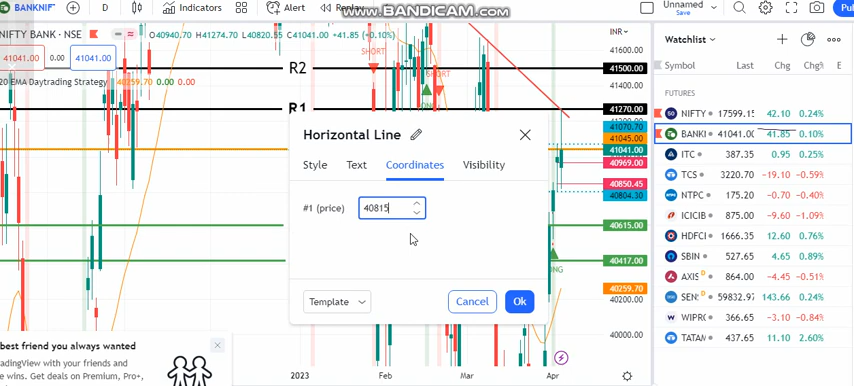 BANKNIF D Indicators Alert Replay Unnamed Save Pul
www.BANDICAM.com
NIFTY BANK · NSE O40940.70 H41274.70 L40820.55 41041.00 +41.85 (+0.10%) INR
41041.00 0.00 41041.00
20 EMA Daytrading Strategy 40259.70 0.00 0.00
SHORT
SHORT
R2
R1
41600.00
41500.00
41400.00
41270.00
41070.70
41045.00
41041.00
40969.00
40850.45
40804.30
40615.00
40417.00
40259.70
40200.00
40000.00
Horizontal Line
Style Text Coordinates Visibility
#1 (price) 40815
Template Cancel Ok
2023 Feb Mar Apr
best friend you always wanted
radingView with your friends and
e wins. Get deals on Premium, Pro+,
Watchlist
Symbol Last Chg Chg% E
FUTURES
NIFTY 17599.15 42.10 0.24%
BANKI 41041.00 41.85 0.10%
ITC 387.35 0.95 0.25%
TCS 3220.70 -19.10 -0.59%
NTPC 175.20 -0.70 -0.40%
ICICIB 875.00 -9.60 -1.09%
HDFCI 1666.35 12.60 0.76%
SBIN 527.65 4.65 0.89%
AXIS D 864.00 -4.45 -0.51%
SEN: D 59832.97 143.66 0.24%
WIPR 366.65 -3.10 -0.84%
TATAM 437.65 11.10 2.60%